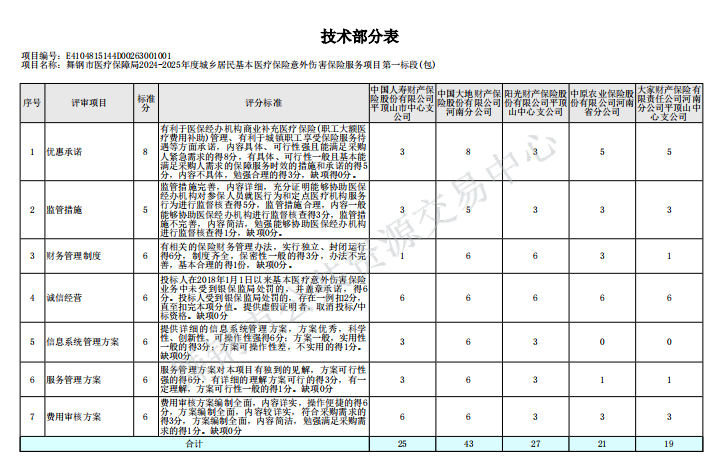 技术部分表
项目编号：E4104815144D00263001001
项目名称：舞钢市医疗保障局2024-2025年度城乡居民基本医疗保险意外伤害保险服务项目第一标段(包)
序号 评审项目 标准分 评分标准 中国人寿财产保险股份有限公司平顶山市中心支公司 中国大地财产保险股份有限公司河南分公司 阳光财产保险股份有限公司平顶山中心支公司 中原农业保险股份有限公司河南省分公司 大家财产保险有限责任公司河南分公司平顶山中心支公司
1 优惠承诺 8 3 8 3 5 5
有利于医保经办机构商业补充医疗保险(职工大额医
疗费用补助)管理、有利于城镇职工享受保险服务待
遇等方面承诺，内容具体、可行性强且能满足采购
人紧急需求的得8分，有具体、可行性一般且基本能
满足采购人需求的保障服务时效的措施和承诺的得5
分，内容不具体，勉强合理的得3分，缺项得0分。
2 监管措施 5 3 5 3 3 3
监管措施完善，内容详细，充分证明能够协助医保
经办机构对参保人员就医行为和定点医疗机构服务
行为进行监督核查得5分，监管措施合理，内容一般
能够协助医保经办机构进行监督核查得3分，监管措
施不完善，内容简洁，勉强能够协助医保经办机构
进行监督核查得1分，缺项0分。
3 财务管理制度 6 1 6 6 3 1
有相关的保险财务管理办法，实行独立、封闭运行
得6分，制度齐全，保密性一般的得3分，办法不完
善，基本合理的得1份，缺项0分。
4 诚信经营 6 6 6 6 6 6
投标人在2018年1月1日以来基本医疗意外伤害保险
业务中未受到银保监局处罚的，并盖章承诺，得6
分。投标人受到银保监局处罚的，存在一例扣2分，
直至扣完本项分值。提供虚假证明者，取消投标/中
标资格。缺项0分
5 信息系统管理方案 6 3 6 3 0 0
提供详细的信息系统管理方案，方案优秀，科学
性、创新性、可操作性强得6分；方案一般，实用性
一般的得3分；方案可操作性差，不实用的得1分。
缺项0分
6 服务管理方案 6 3 6 3 1 1
服务管理方案对本项目有独到的见解，方案可行性
强的得6分，有详细的理解方案可行的得3分，有一
定理解，方案可行性一般的得1分。缺项0分
7 费用审核方案 6 6 6 3 3 3
费用审核方案编制全面，内容详实，操作便捷的得6
分，方案编制全面，内容较详实，符合采购需求的
得3分，方案编制全面，内容简洁，勉强满足采购需
求的得1分。缺项0分
合计 25 43 27 21 19